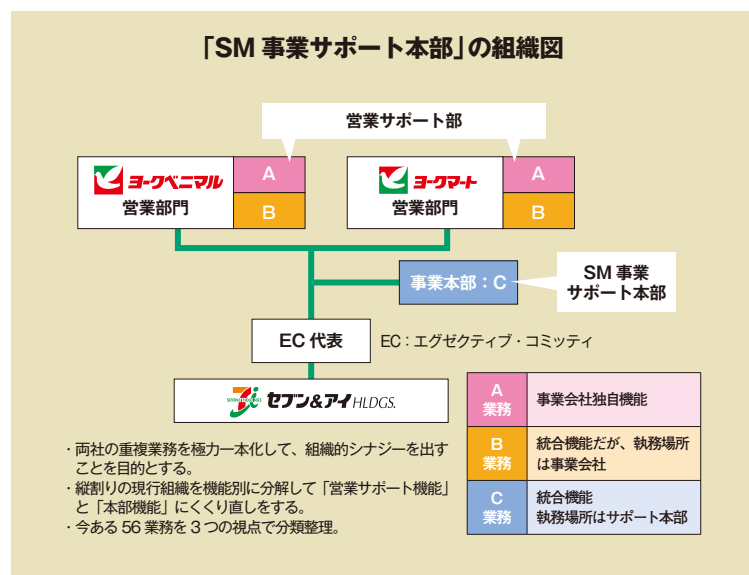 「SM 事業サポート本部」の組織図
営業サポート部
ヨークベニマル
営業部門
A
B
ヨークマート
営業部門
A
B
事業本部:C
SM 事業
サポート本部
EC 代表
EC:エグゼクティブ・コミッティ
セブン&アイ HLDGS.
A
業務
事業会社独自機能
B
業務
統合機能だが、執務場所
は事業会社
C
業務
統合機能
執務場所はサポート本部
・両社の重複業務を極力一本化して、組織的シナジーを出す
ことを目的とする。
・縦割りの現行組織を機能別に分解して「営業サポート機能」
と「本部機能」にくくり直しをする。
・今ある 56 業務を 3 つの視点で分類整理。